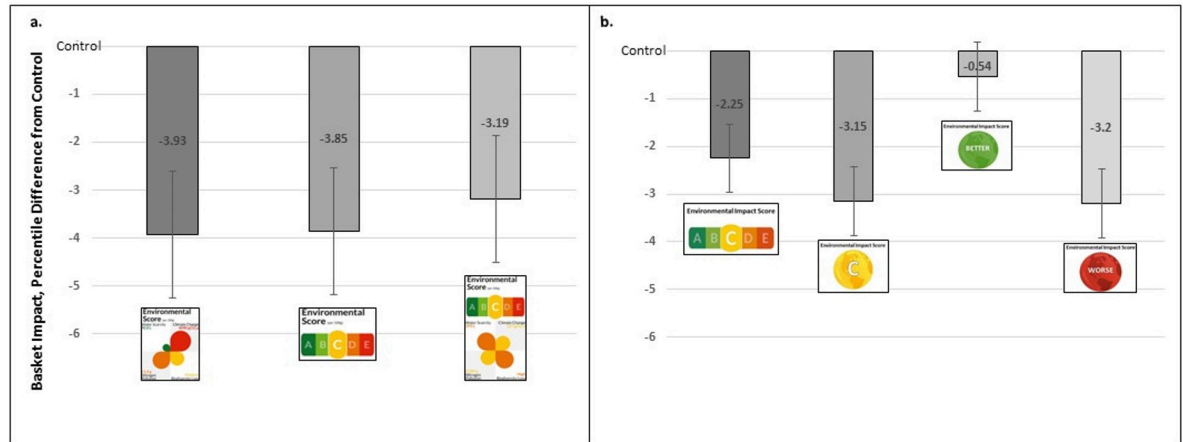 a.
Basket Impact, Percentile Difference from Control
Control
-1
-2
-3
-4
-5
-6
-3.93
-3.85
-3.19
Environmental
Score
Climate Change
Environmental
Score
A B C D E
Environmental
Score
A B C D E
b.
Control
-1
-2
-3
-4
-5
-6
-2.25
-3.15
-0.54
-3.2
Environmental Impact Score
A B C D E
Environmental Impact Score
C
Environmental Impact Score
BETTER
Environmental Impact Score
WORSE